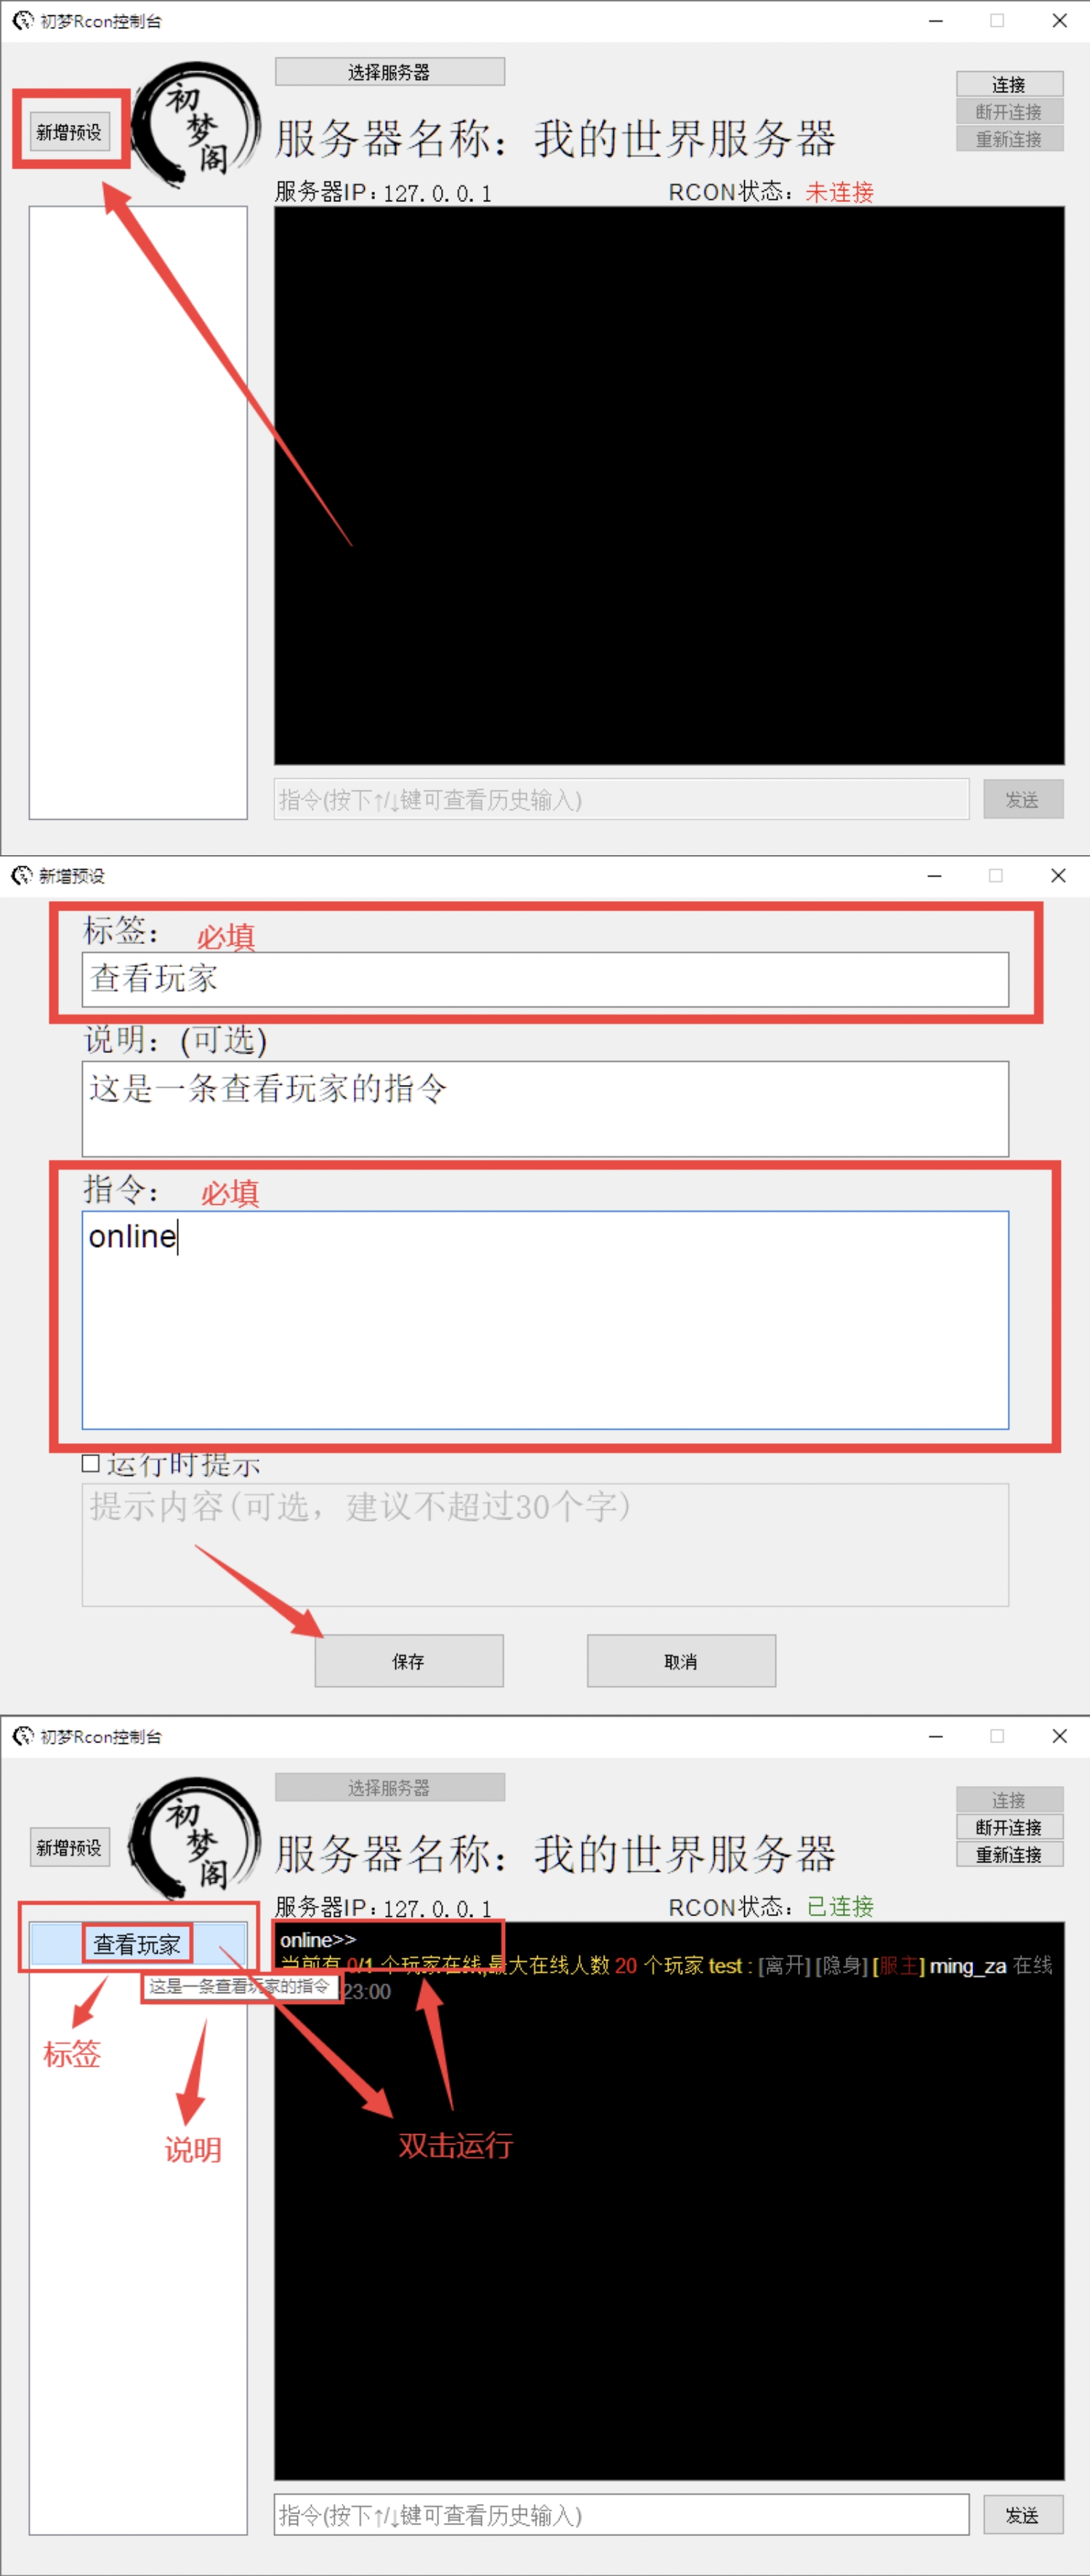 初梦Rcon控制台
选择服务器
连接
断开连接
重新连接
新增预设
初梦阁
服务器名称：我的世界服务器
服务器IP：127.0.0.1
RCON状态：未连接
指令(按下↑/↓键可查看历史输入)
发送
新增预设
标签：
必填
查看玩家
说明：(可选)
这是一条查看玩家的指令
指令：
必填
online
运行时提示
提示内容(可选，建议不超过30个字)
保存
取消
初梦Rcon控制台
选择服务器
连接
断开连接
重新连接
新增预设
初梦阁
服务器名称：我的世界服务器
服务器IP：127.0.0.1
RCON状态：已连接
查看玩家
这是一条查看玩家的指令
online>>
当前有 0/1 个玩家在线,最大在线人数 20 个玩家 test : [离开] [隐身] [服主] ming_za 在线
23:00
标签
说明
双击运行
指令(按下↑/↓键可查看历史输入)
发送